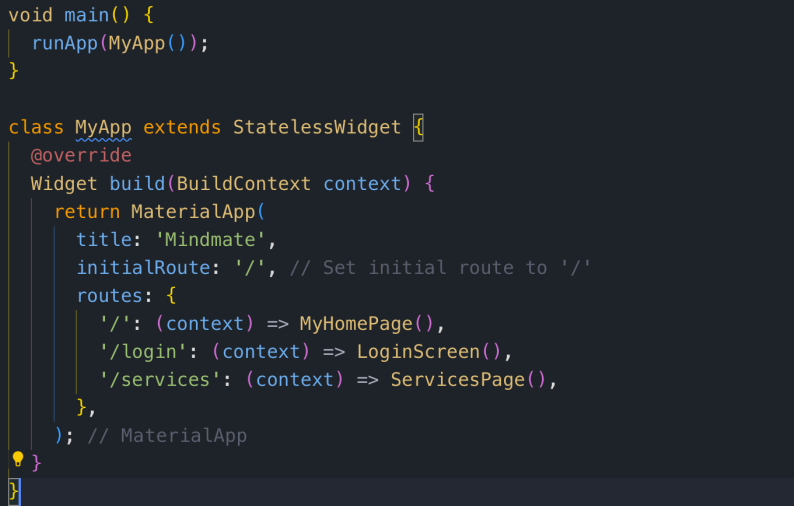 void main() {
  runApp(MyApp());
}

class MyApp extends StatelessWidget {
  @override
  Widget build(BuildContext context) {
    return MaterialApp(
      title: 'Mindmate',
      initialRoute: '/', // Set initial route to '/'
      routes: {
        '/': (context) => MyHomePage(),
        '/login': (context) => LoginScreen(),
        '/services': (context) => ServicesPage(),
      },
    ); // MaterialApp
  }
}